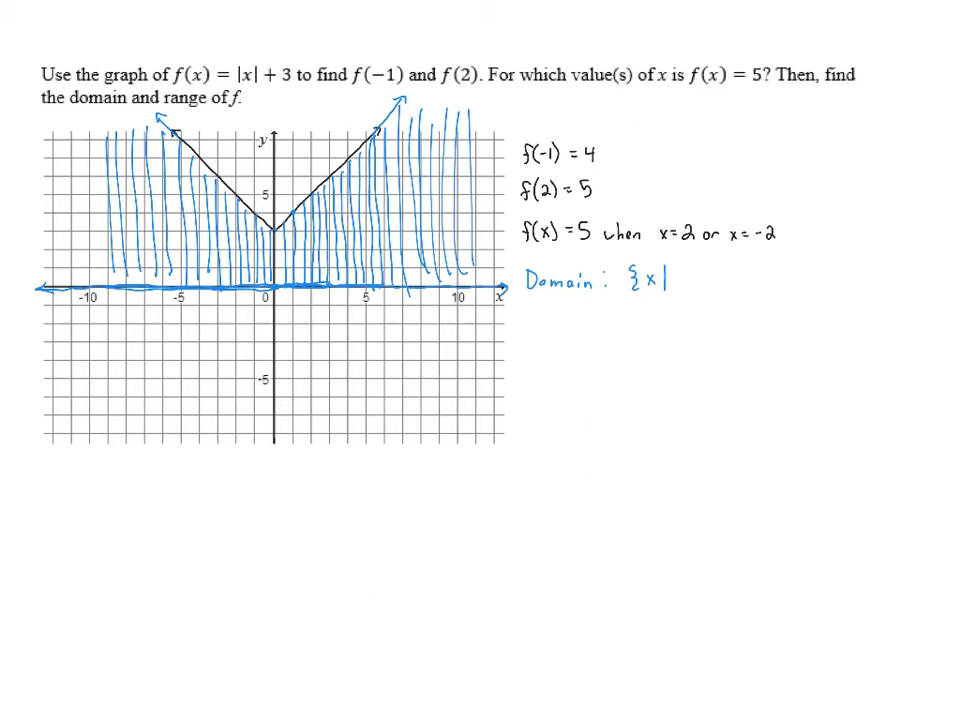 Use the graph of f(x) = |x| + 3 to find f(−1) and f(2). For which value(s) of x is f(x) = 5? Then, find
the domain and range of f.
y
5
-10 -5 0 5 10 x
-5
f(-1) = 4
f(2) = 5
f(x) = 5 when x = 2 or x = -2
Domain: {x|